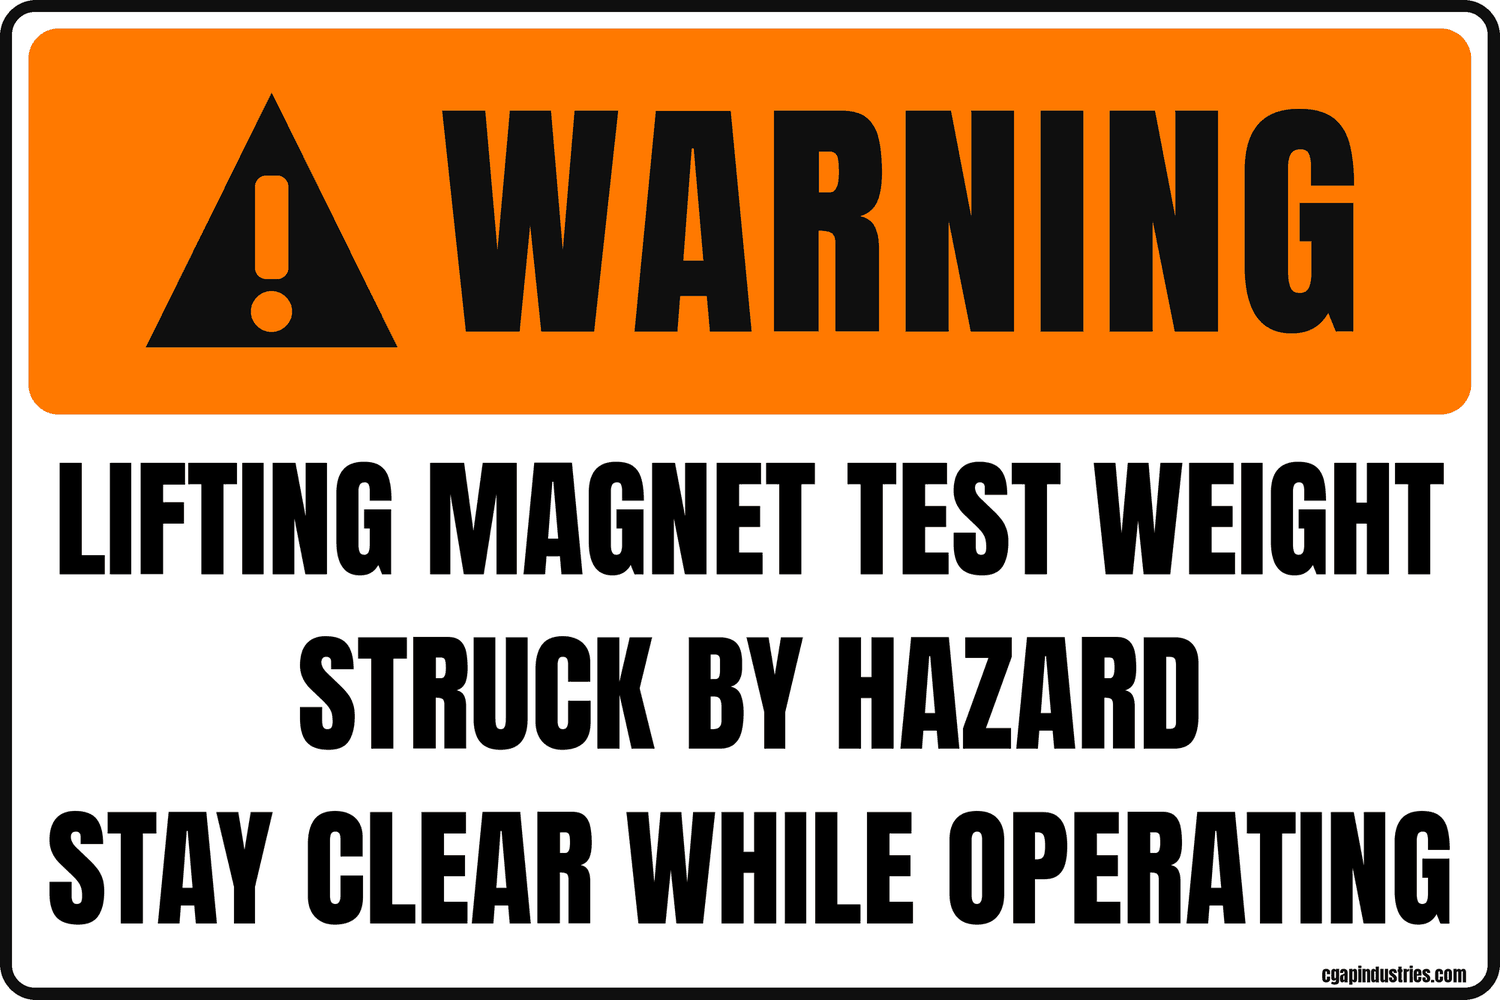 WARNING
LIFTING MAGNET TEST WEIGHT
STRUCK BY HAZARD
STAY CLEAR WHILE OPERATING
cgapindustries.com